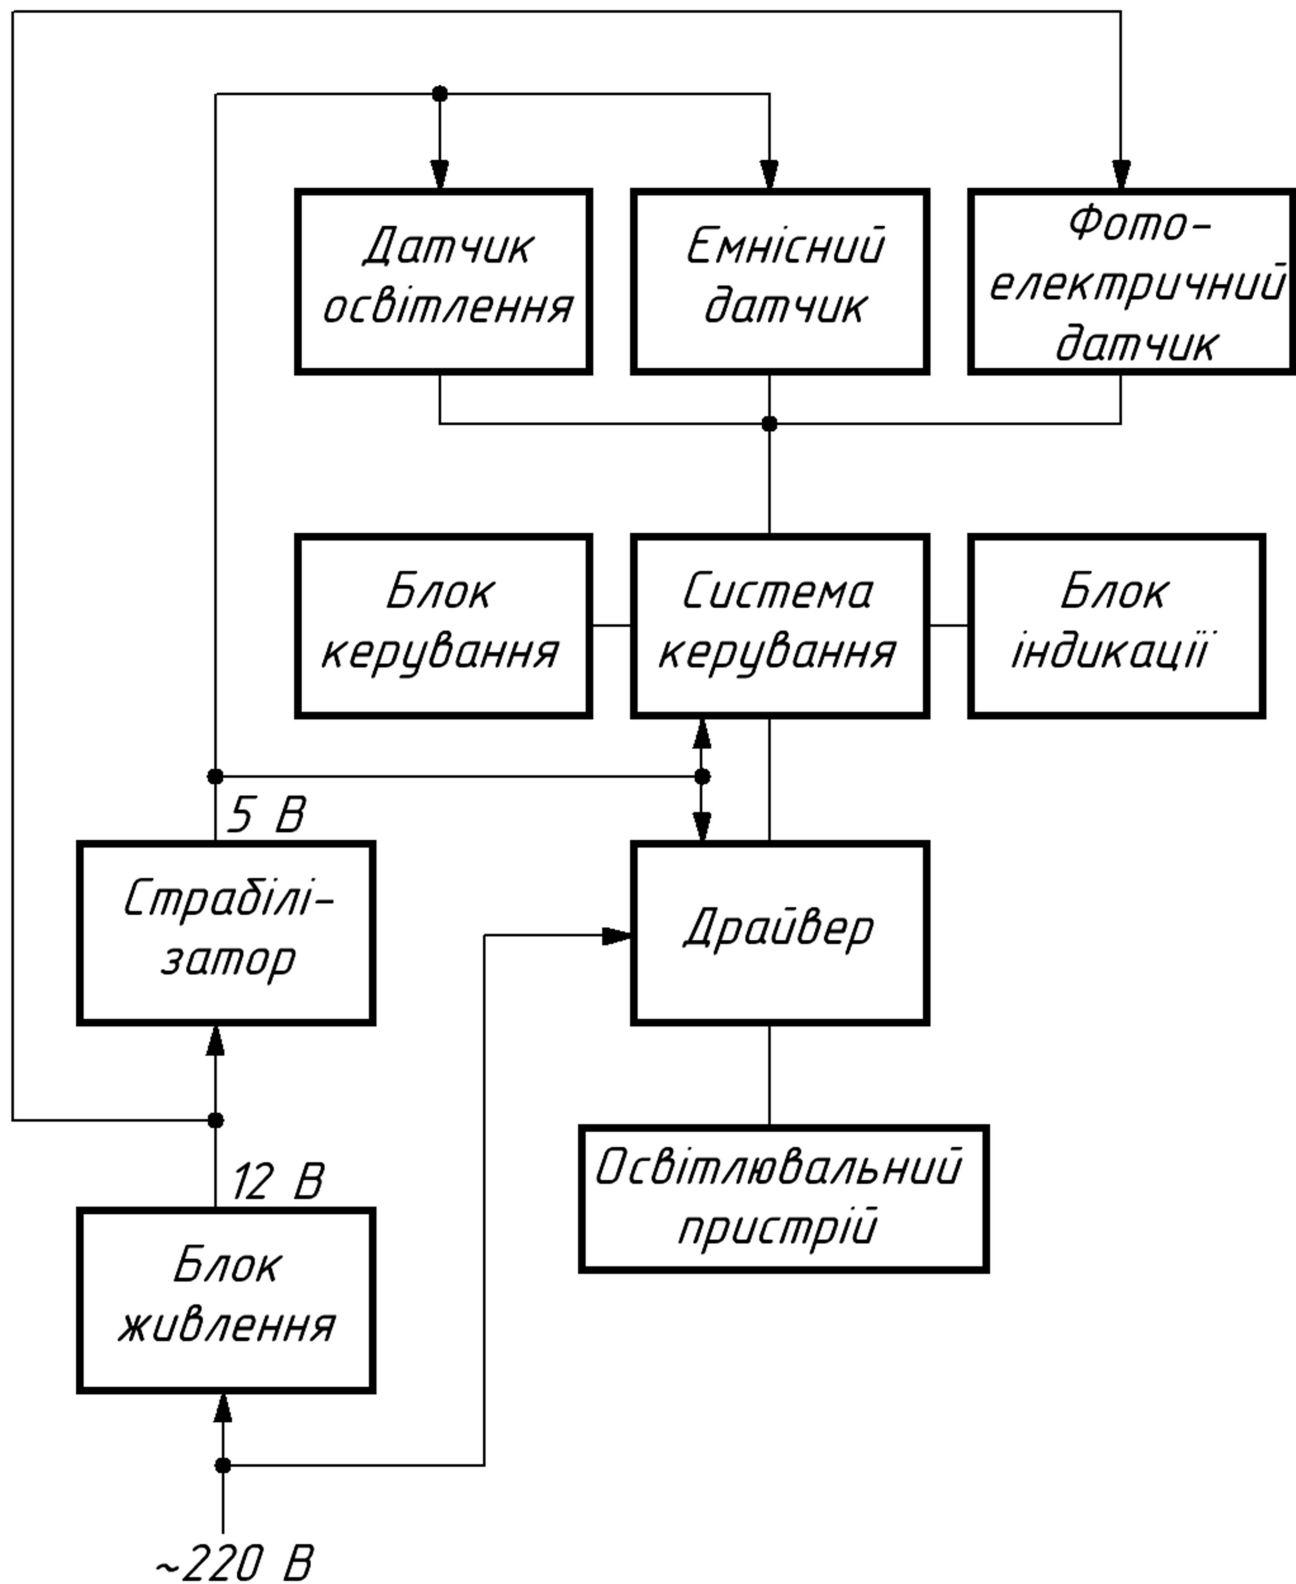 Датчик
освітлення
Ємнісний
датчик
Фото-
електричний
датчик
Блок
керування
Система
керування
Блок
індикації
5 В
Страбілі-
затор
Драйвер
12 В
Освітлювальний
пристрій
Блок
живлення
~220 В